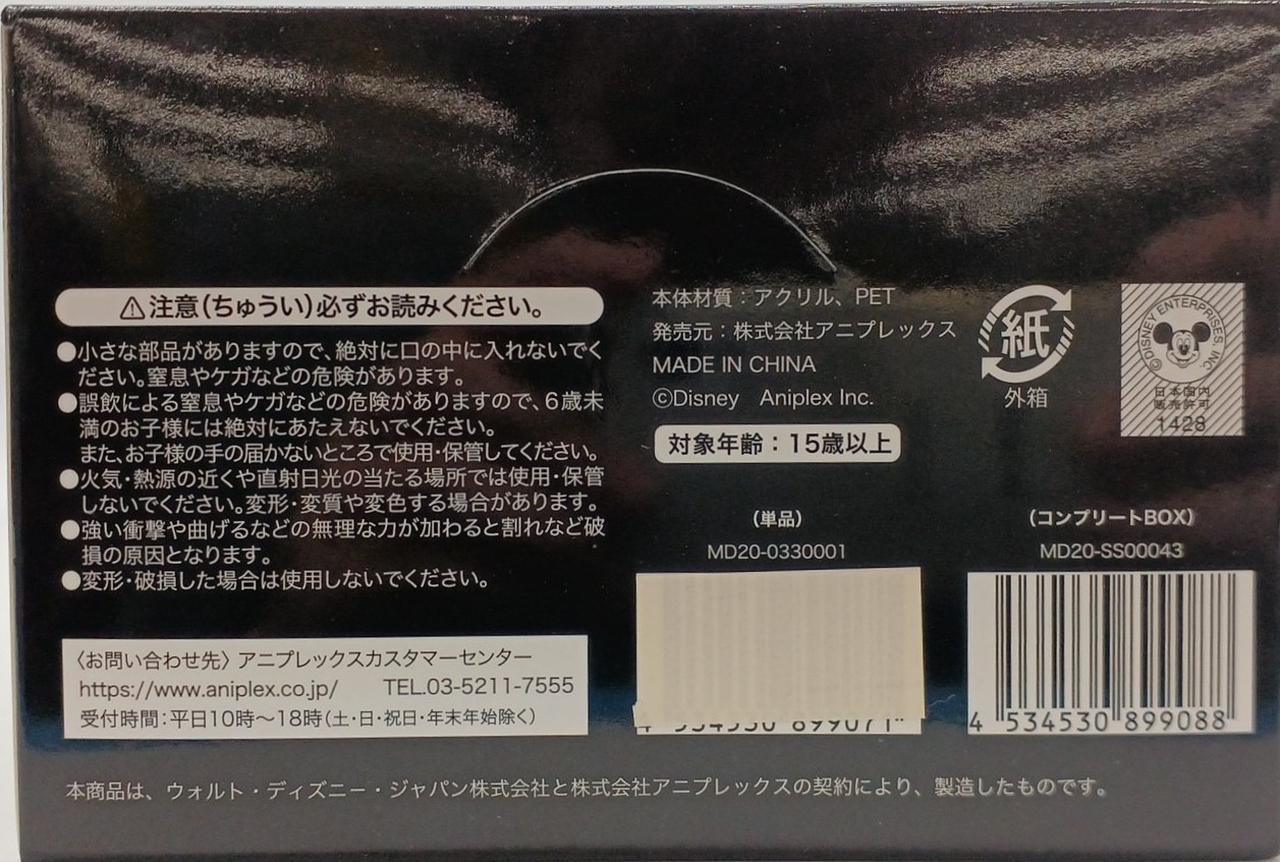 ⚠注意(ちゅうい)必ずお読みください。
●小さな部品がありますので、絶対に口の中に入れないでく
ださい。窒息やケガなどの危険があります。
●誤飲による窒息やケガなどの危険がありますので、6歳未
満のお子様には絶対にあたえないでください。
また、お子様の手の届かないところで使用・保管してください。
●火気・熱源の近くや直射日光の当たる場所では使用・保管
しないでください。変形・変質や変色する場合があります。
●強い衝撃や曲げるなどの無理な力が加わると割れなど破
損の原因となります。
●変形・破損した場合は使用しないでください。
〈お問い合わせ先〉アニプレックスカスタマーセンター
https://www.aniplex.co.jp/ TEL.03-5211-7555
受付時間:平日10時〜18時(土・日・祝日・年末年始除く)
本体材質:アクリル、PET
発売元:株式会社アニプレックス
MADE IN CHINA
©Disney Aniplex Inc.
対象年齢:15歳以上
紙
外箱
©DISNEY ENTERPRISES, INC.
日本国内
販売許可
1428
(単品)
MD20-0330001
4 534530 899071
(コンプリートBOX)
MD20-SS00043
4 534530 899088
本商品は、ウォルト・ディズニー・ジャパン株式会社と株式会社アニプレックスの契約により、製造したものです。